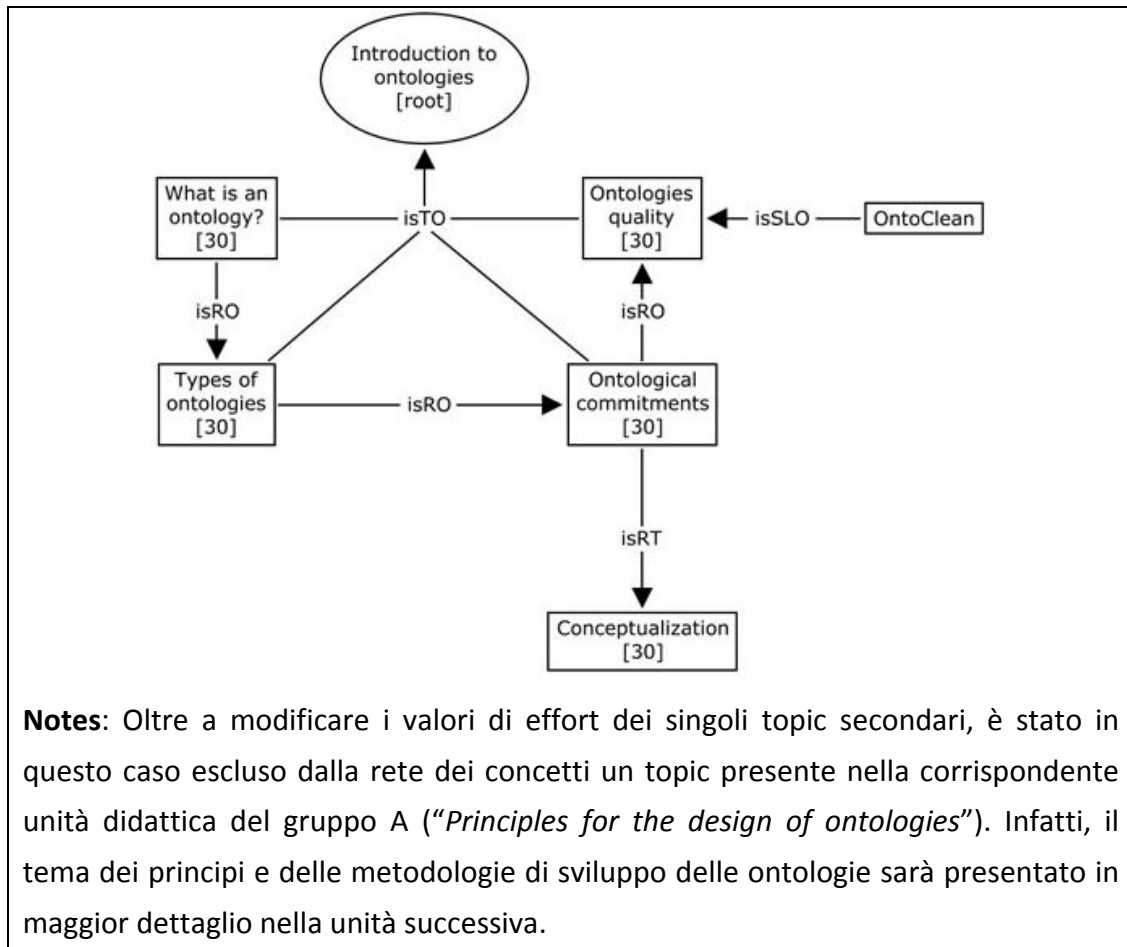 Introduction to
ontologies
[root]
What is an
ontology?
[30]
isTO
Ontologies
quality
[30]
isSLO
OntoClean
isRO
isRO
Types of
ontologies
[30]
isRO
Ontological
commitments
[30]
isRT
Conceptualization
[30]
Notes: Oltre a modificare i valori di effort dei singoli topic secondari, è stato in
questo caso escluso dalla rete dei concetti un topic presente nella corrispondente
unità didattica del gruppo A (“Principles for the design of ontologies”). Infatti, il
tema dei principi e delle metodologie di sviluppo delle ontologie sarà presentato in
maggior dettaglio nella unità successiva.